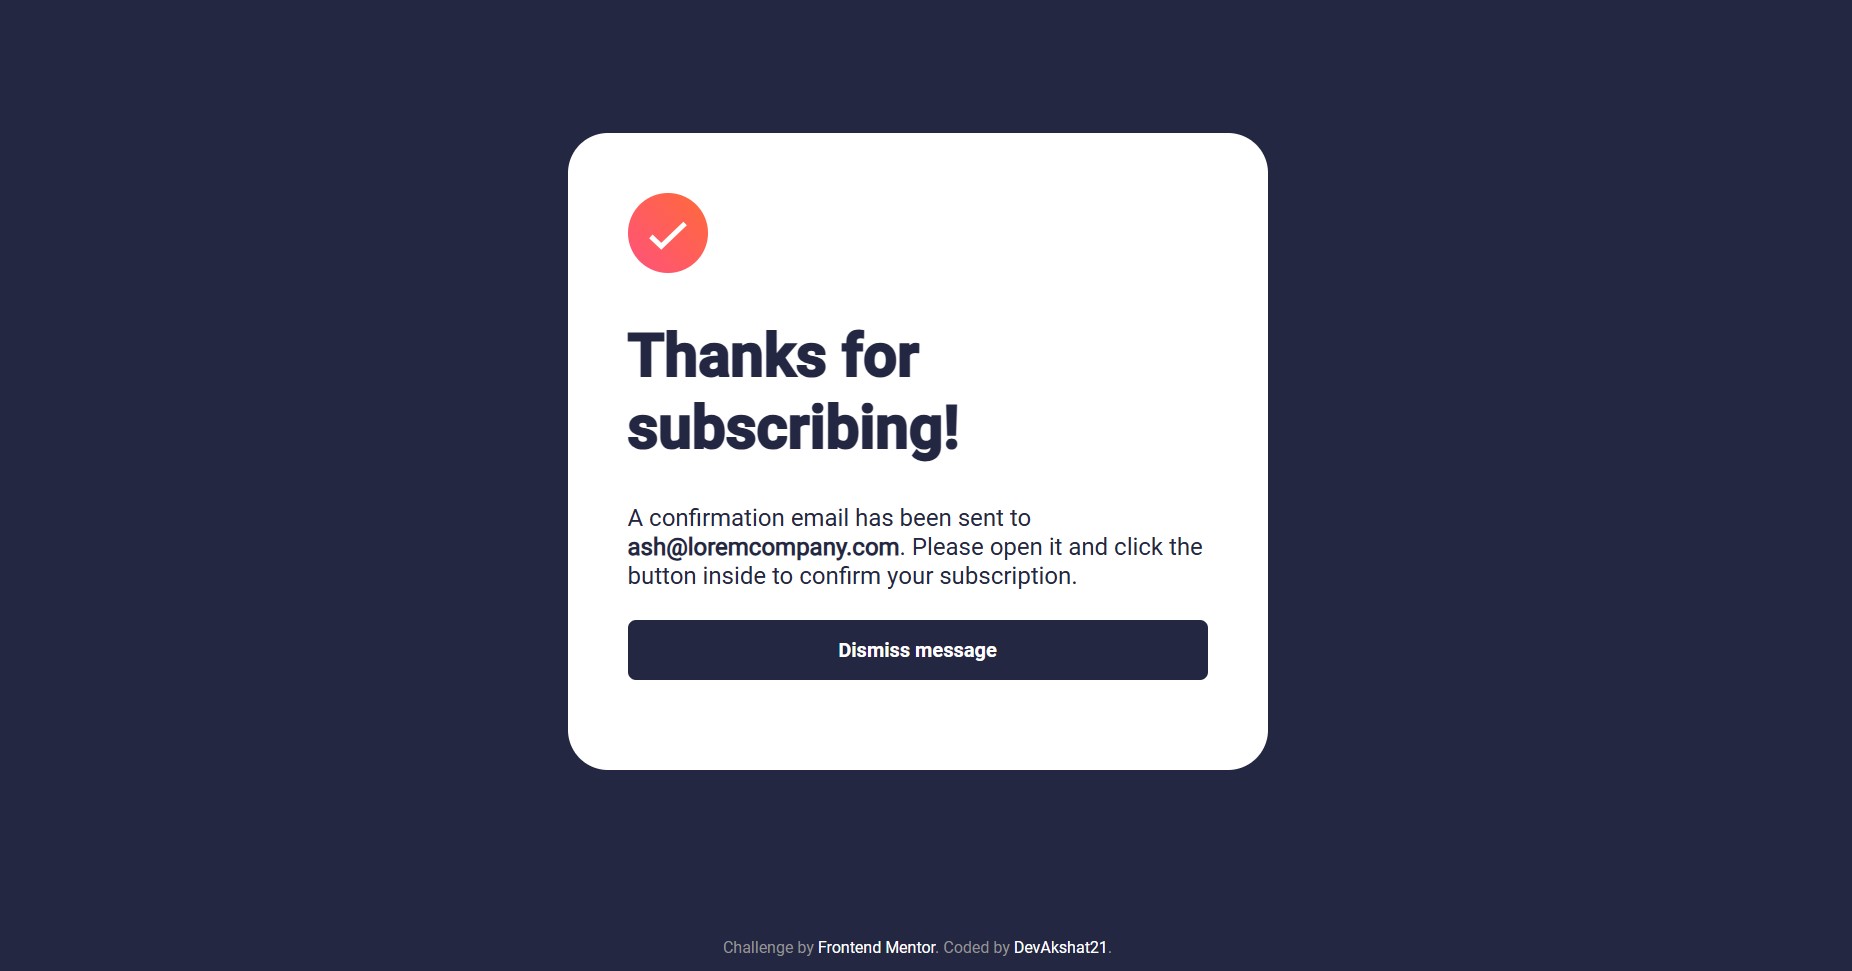 Thanks for
subscribing!
A confirmation email has been sent to
ash@loremcompany.com. Please open it and click the
button inside to confirm your subscription.
Dismiss message
Challenge by Frontend Mentor. Coded by DevAkshat21.